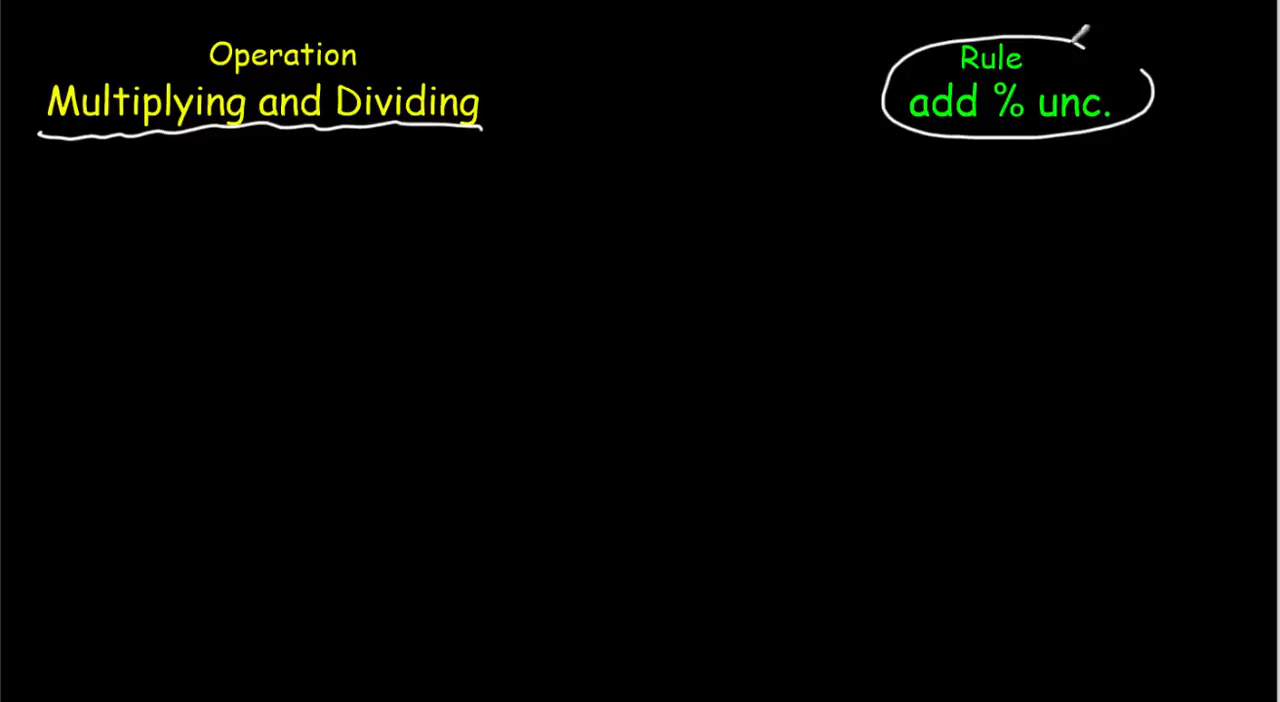 Operation
Multiplying and Dividing
Rule
add % unc.